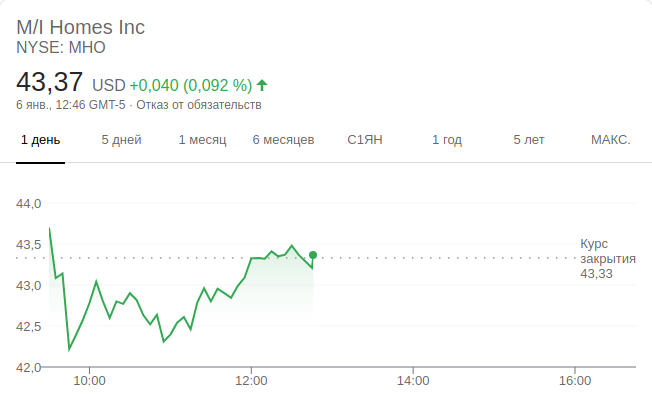 M/I Homes Inc
NYSE: MHO
43,37 USD +0,040 (0,092 %)
6 янв., 12:46 GMT-5 · Отказ от обязательств
1 день 5 дней 1 месяц 6 месяцев С1ЯН 1 год 5 лет МАКС.
44,0
43,5
43,0
42,5
42,0
Курс
закрытия
43,33
10:00 12:00 14:00 16:00